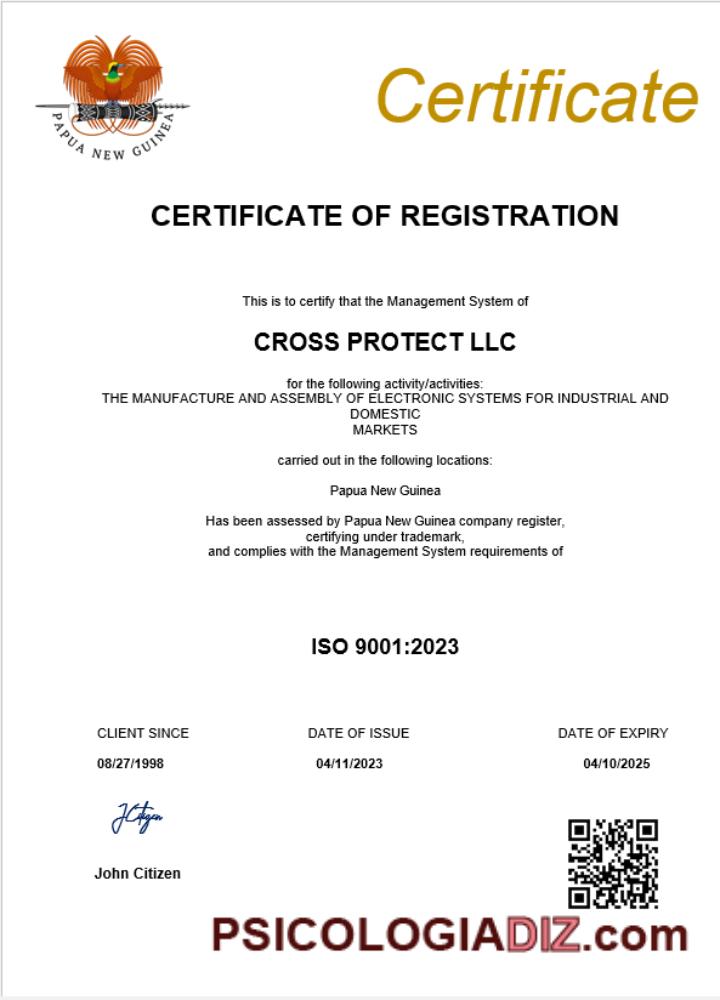 PAPUA NEW GUINEA
Certificate
CERTIFICATE OF REGISTRATION
This is to certify that the Management System of
CROSS PROTECT LLC
for the following activity/activities:
THE MANUFACTURE AND ASSEMBLY OF ELECTRONIC SYSTEMS FOR INDUSTRIAL AND
DOMESTIC
MARKETS
carried out in the following locations:
Papua New Guinea
Has been assessed by Papua New Guinea company register,
certifying under trademark,
and complies with the Management System requirements of
ISO 9001:2023
CLIENT SINCE DATE OF ISSUE DATE OF EXPIRY
08/27/1998 04/11/2023 04/10/2025
JCitizen
John Citizen
PSICOLOGIADIZ.com